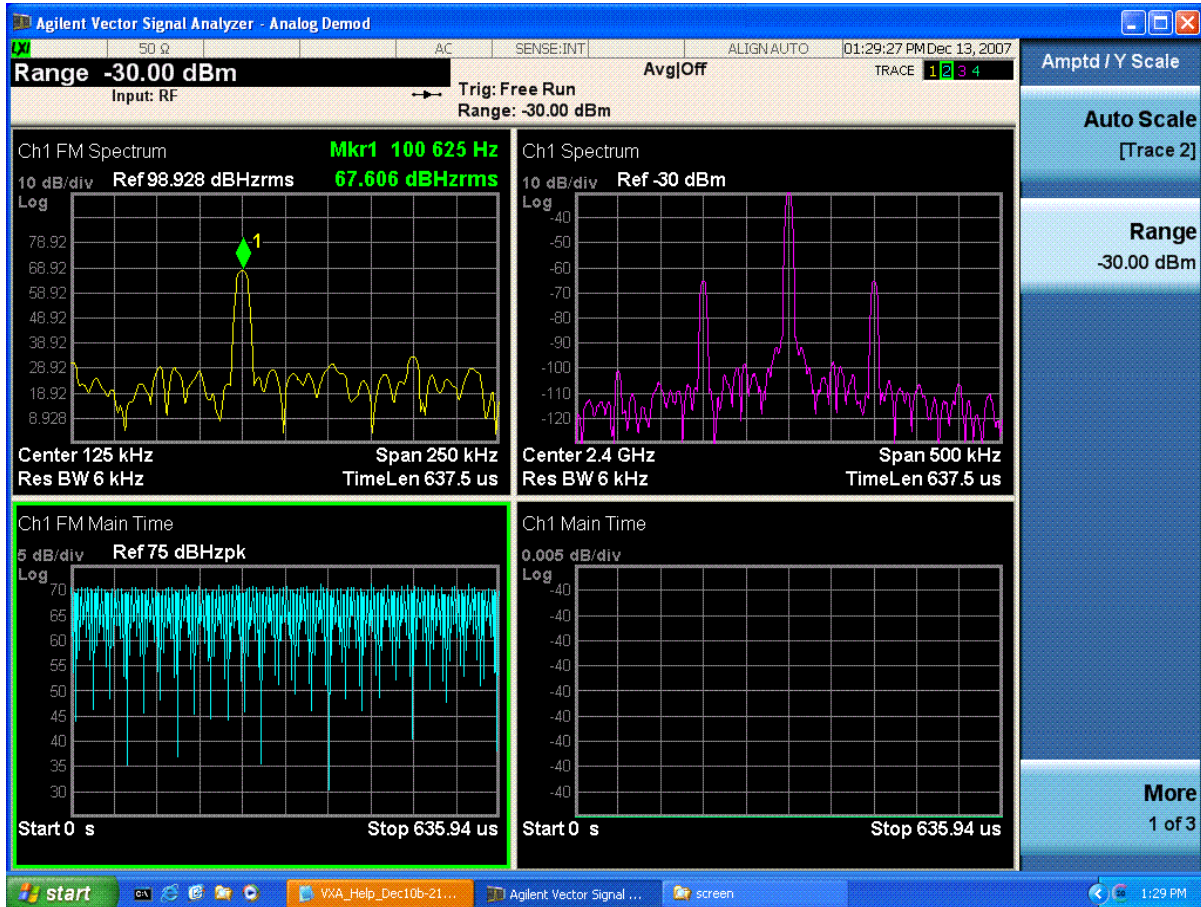 Agilent Vector Signal Analyzer - Analog Demod
LXI 50 Ω AC SENSE:INT ALIGN AUTO 01:29:27 PM Dec 13, 2007
Range -30.00 dBm
Input: RF
Trig: Free Run
Range: -30.00 dBm
Avg|Off
TRACE 1 2 3 4
Ch1 FM Spectrum
Mkr1 100 625 Hz
10 dB/div Ref 98.928 dBHzrms
67.606 dBHzrms
Log
1
78.92
68.92
58.92
48.92
38.92
28.92
18.92
8.928
Center 125 kHz
Span 250 kHz
Res BW 6 kHz
TimeLen 637.5 us
Ch1 Spectrum
10 dB/div Ref -30 dBm
Log
-40
-50
-60
-70
-80
-90
-100
-110
-120
Center 2.4 GHz
Span 500 kHz
Res BW 6 kHz
TimeLen 637.5 us
Ch1 FM Main Time
5 dB/div Ref 75 dBHzpk
Log
70
65
60
55
50
45
40
35
30
Start 0 s
Stop 635.94 us
Ch1 Main Time
0.005 dB/div
Log
-40
-40
-40
-40
-40
-40
-40
-40
-40
Start 0 s
Stop 635.94 us
Amptd / Y Scale
Auto Scale
[Trace 2]
Range
-30.00 dBm
More
1 of 3
start
C:\
VXA_Help_Dec10b-21...
Agilent Vector Signal ...
screen
1:29 PM